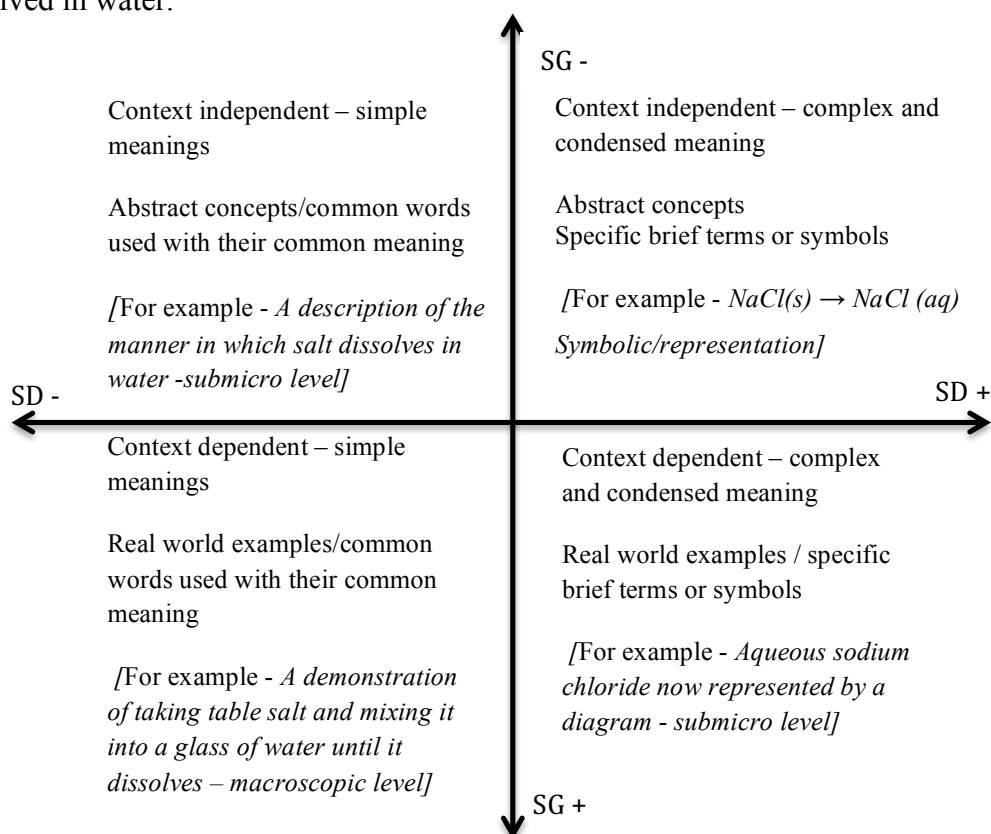 in water.
SG -
Context independent – simple
meanings
Abstract concepts/common words
used with their common meaning
[For example - A description of the
manner in which salt dissolves in
water -submicro level]
Context independent – complex and
condensed meaning
Abstract concepts
Specific brief terms or symbols
[For example - NaCl(s) → NaCl (aq)
Symbolic/representation]
SD -
SD +
Context dependent – simple
meanings
Real world examples/common
words used with their common
meaning
[For example - A demonstration
of taking table salt and mixing it
into a glass of water until it
dissolves – macroscopic level]
Context dependent – complex
and condensed meaning
Real world examples / specific
brief terms or symbols
[For example - Aqueous sodium
chloride now represented by a
diagram - submicro level]
SG +